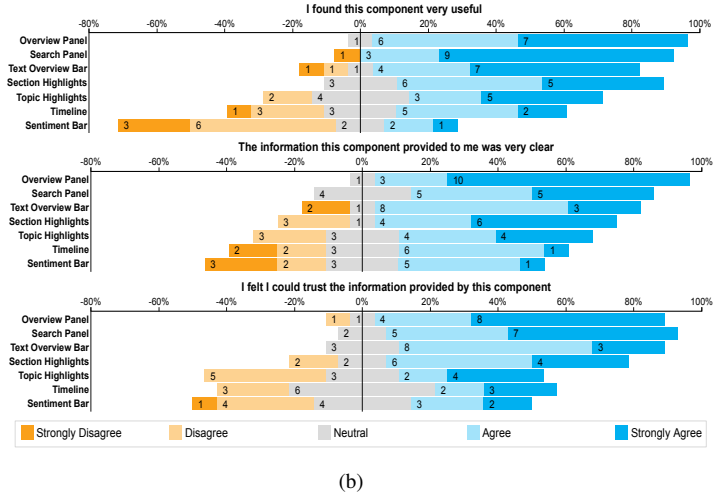 I found this component very useful
-80% -60% -40% -20% 0% 20% 40% 60% 80% 100%
Overview Panel 1 6 7
Search Panel 1 3 9
Text Overview Bar 1 1 1 4 7
Section Highlights 3 6 5
Topic Highlights 2 4 3 5
Timeline 1 3 3 5 2
Sentiment Bar 3 6 2 2 1
The information this component provided to me was very clear
-80% -60% -40% -20% 0% 20% 40% 60% 80% 100%
Overview Panel 1 3 10
Search Panel 4 5 5
Text Overview Bar 2 1 8 3
Section Highlights 3 1 4 6
Topic Highlights 3 3 4 4
Timeline 2 2 3 6 1
Sentiment Bar 3 2 3 5 1
I felt I could trust the information provided by this component
-80% -60% -40% -20% 0% 20% 40% 60% 80% 100%
Overview Panel 1 1 4 8
Search Panel 2 5 7
Text Overview Bar 3 8 3
Section Highlights 2 2 6 4
Topic Highlights 5 3 2 4
Timeline 3 6 2 3
Sentiment Bar 1 4 4 3 2
Strongly Disagree Disagree Neutral Agree Strongly Agree
(b)